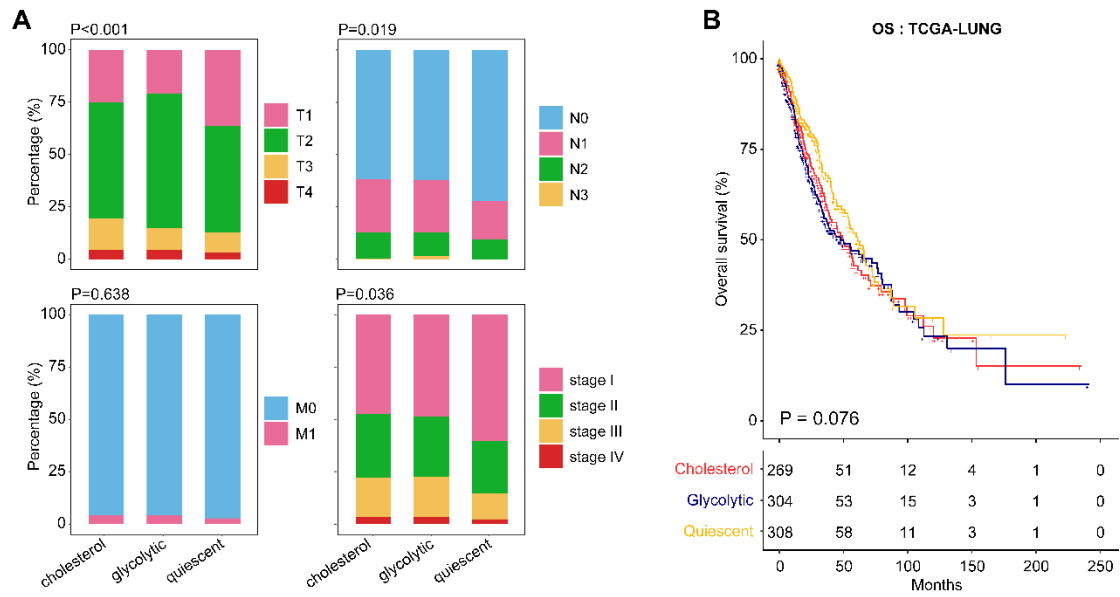 A
P<0.001
Percentage (%)
100
75
50
25
0
T1
T2
T3
T4
P=0.019
N0
N1
N2
N3
P=0.638
Percentage (%)
100
75
50
25
0
cholesterol
glycolytic
quiescent
M0
M1
P=0.036
cholesterol
glycolytic
quiescent
stage I
stage II
stage III
stage IV
B
OS : TCGA-LUNG
Overall survival (%)
100
75
50
25
0
P = 0.076
Cholesterol 269 51 12 4 1 0
Glycolytic 304 53 15 3 1 0
Quiescent 308 58 11 3 1 0
0 50 100 150 200 250
Months